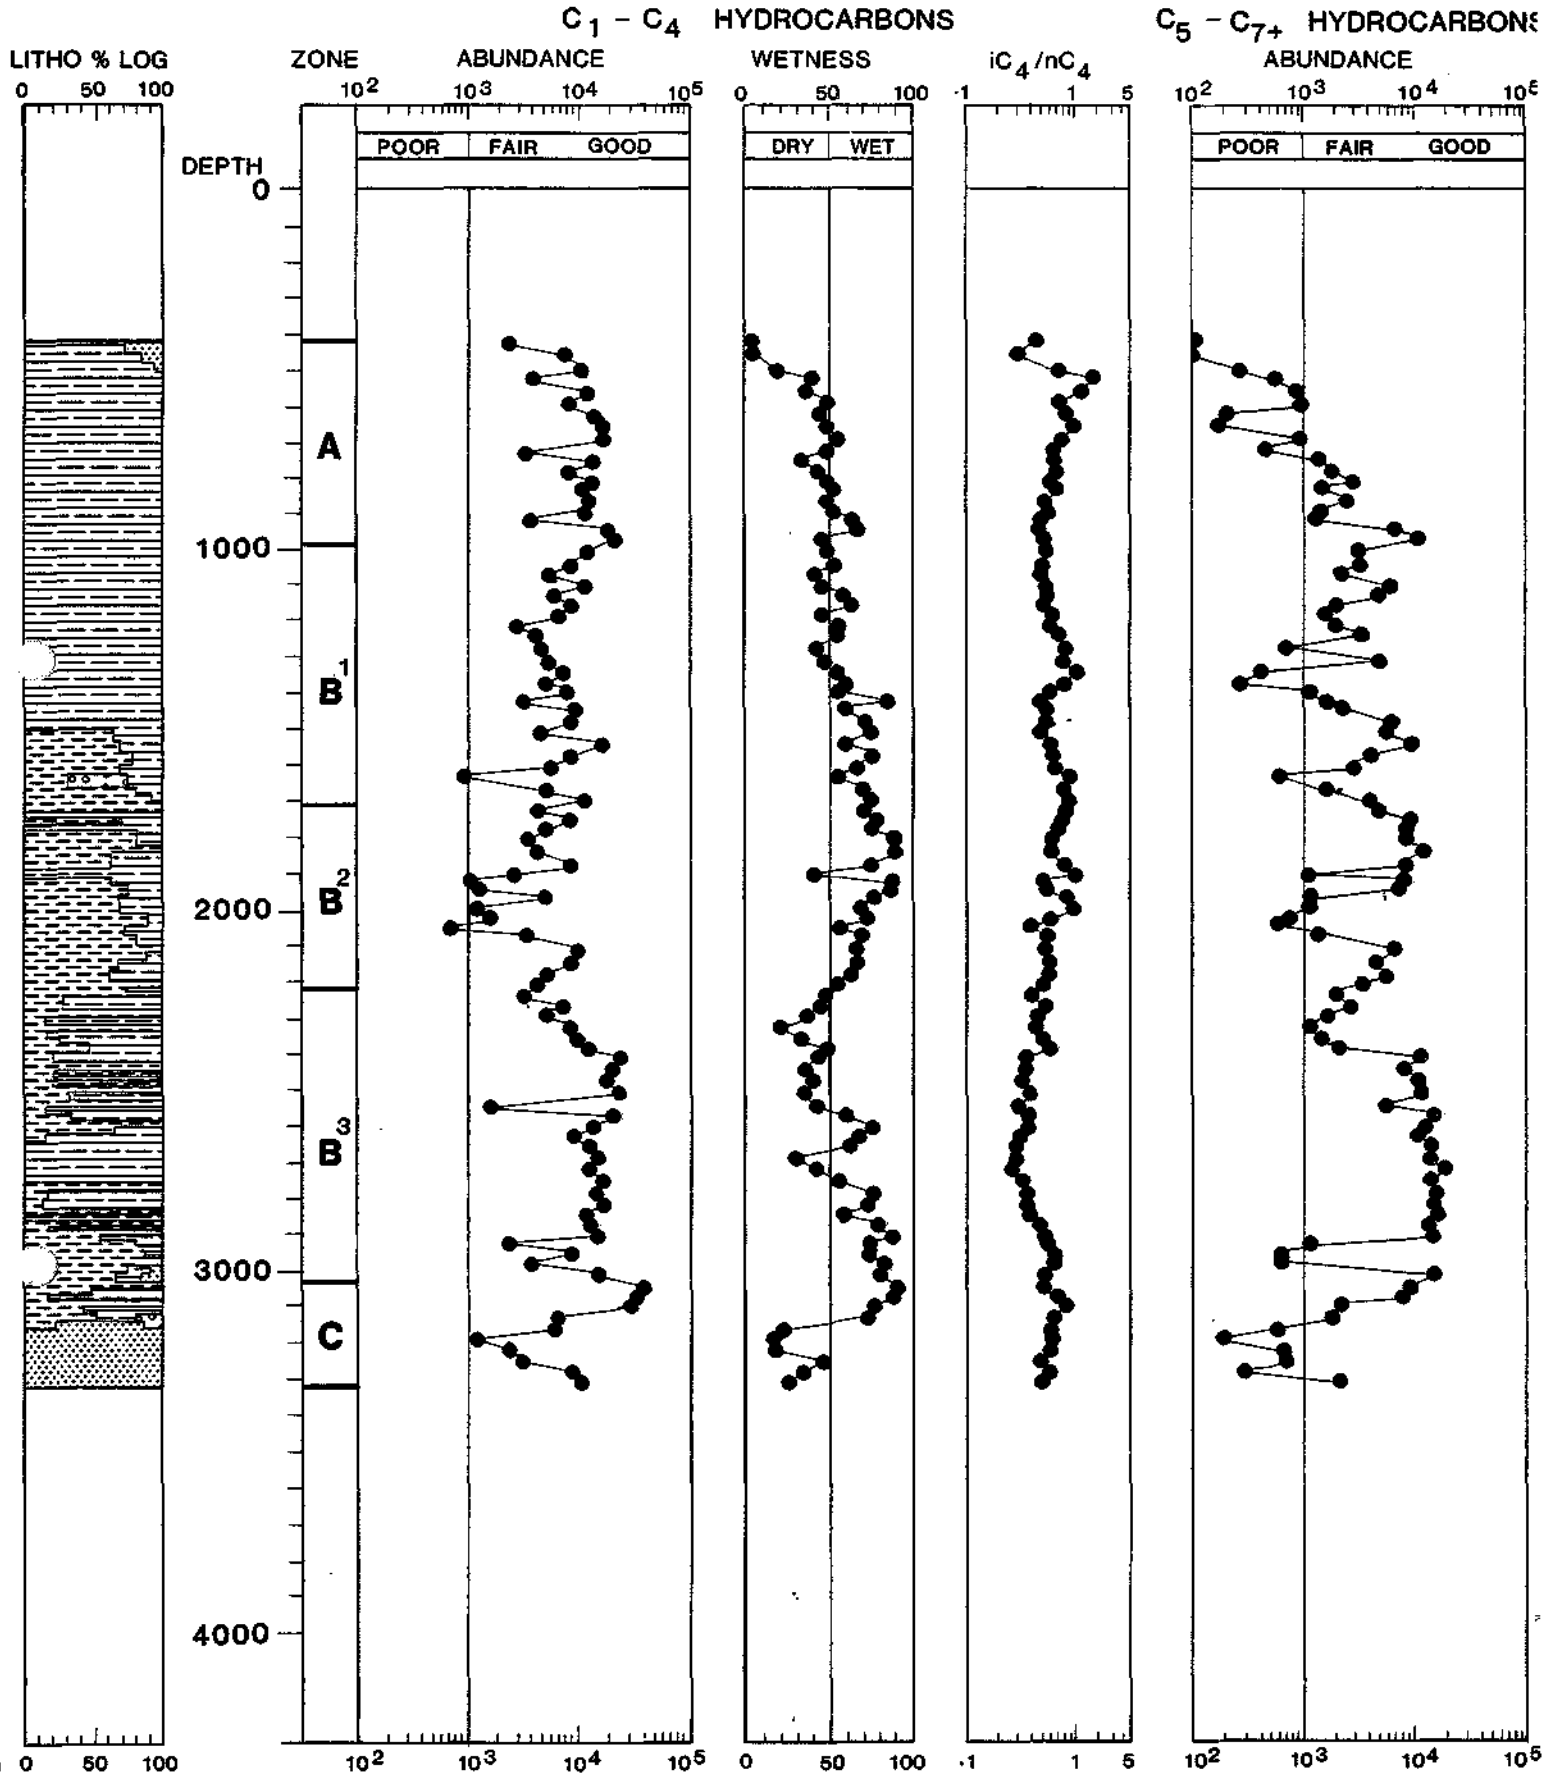 C1 - C4 HYDROCARBONS C5 - C7+ HYDROCARBONS
LITHO % LOG ZONE ABUNDANCE WETNESS iC4/nC4 ABUNDANCE
0 50 100 10² 10³ 10⁴ 10⁵ 0 50 100 .1 1 5 10² 10³ 10⁴ 10⁵
POOR FAIR GOOD DRY WET POOR FAIR GOOD
DEPTH
0
A
1000
B1
B2
2000
B3
3000
C
4000
0 50 100 10² 10³ 10⁴ 10⁵ 0 50 100 .1 1 5 10² 10³ 10⁴ 10⁵